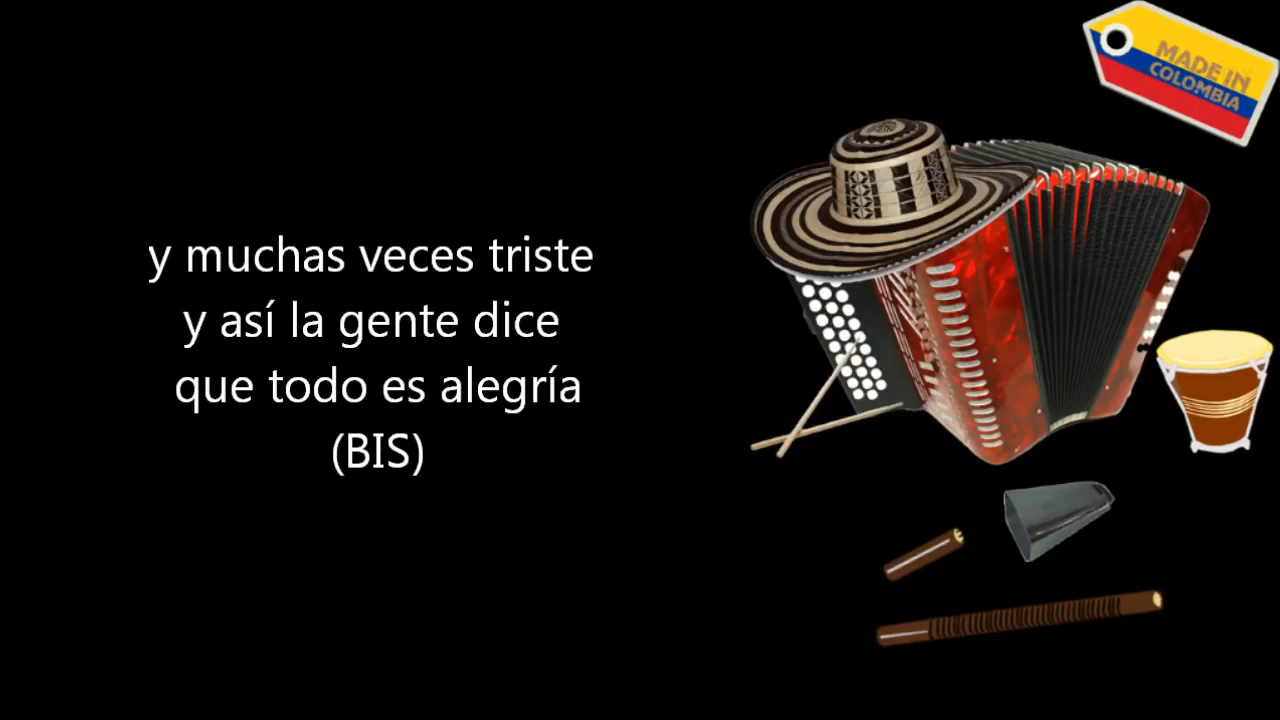 y muchas veces triste
y así la gente dice
que todo es alegría
(BIS)
MADE IN
COLOMBIA